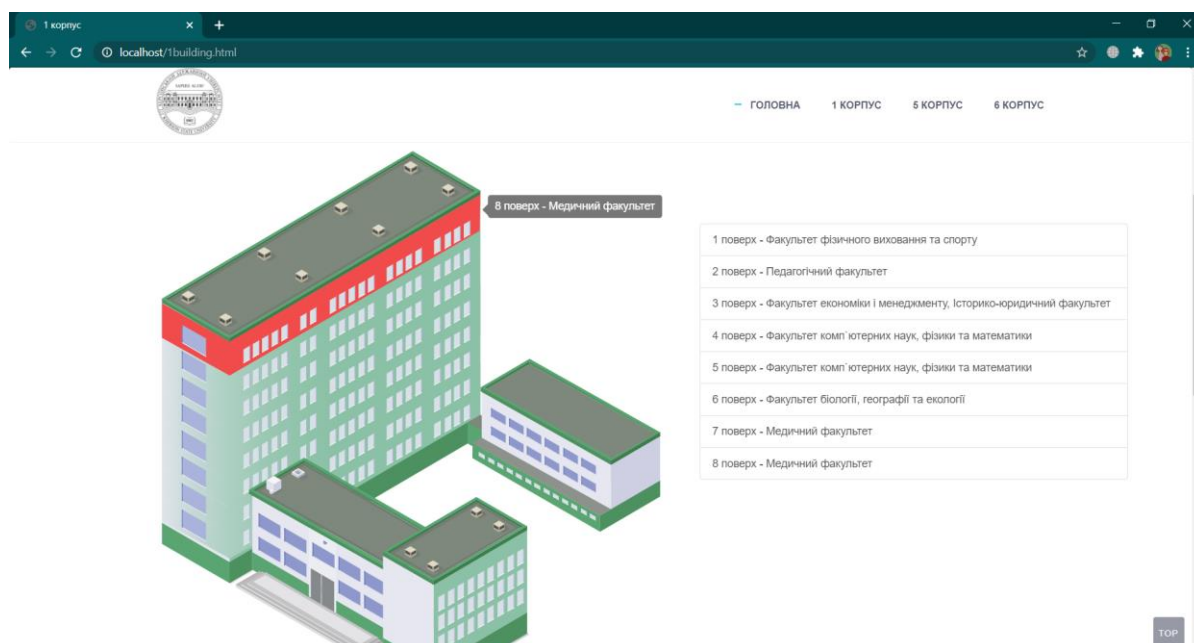 1 корпус
localhost/1building.html
ГОЛОВНА 1 КОРПУС 5 КОРПУС 6 КОРПУС
8 поверх - Медичний факультет
1 поверх - Факультет фізичного виховання та спорту
2 поверх - Педагогічний факультет
3 поверх - Факультет економіки і менеджменту, Історико-юридичний факультет
4 поверх - Факультет комп`ютерних наук, фізики та математики
5 поверх - Факультет комп`ютерних наук, фізики та математики
6 поверх - Факультет біології, географії та екології
7 поверх - Медичний факультет
8 поверх - Медичний факультет
TOP